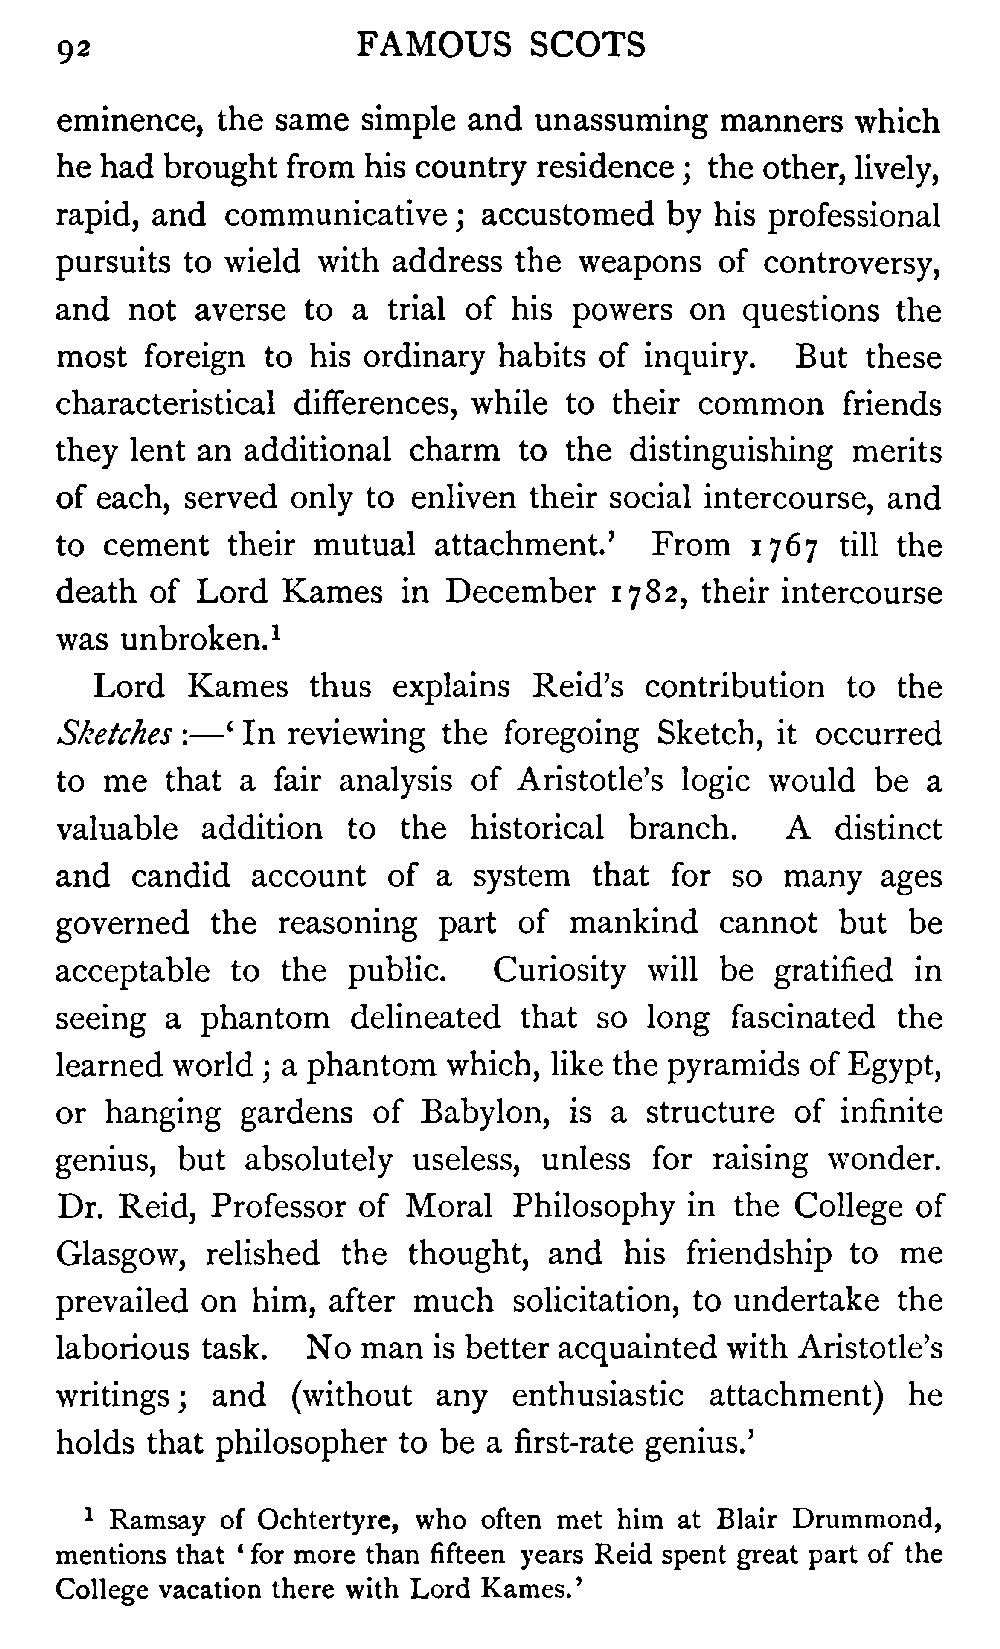 92 FAMOUS SCOTS
eminence, the same simple and unassuming manners which
he had brought from his country residence ; the other, lively,
rapid, and communicative ; accustomed by his professional
pursuits to wield with address the weapons of controversy,
and not averse to a trial of his powers on questions the
most foreign to his ordinary habits of inquiry. But these
characteristical differences, while to their common friends
they lent an additional charm to the distinguishing merits
of each, served only to enliven their social intercourse, and
to cement their mutual attachment.’ From 1767 till the
death of Lord Kames in December 1782, their intercourse
was unbroken.¹
Lord Kames thus explains Reid’s contribution to the
Sketches :—‘ In reviewing the foregoing Sketch, it occurred
to me that a fair analysis of Aristotle’s logic would be a
valuable addition to the historical branch. A distinct
and candid account of a system that for so many ages
governed the reasoning part of mankind cannot but be
acceptable to the public. Curiosity will be gratified in
seeing a phantom delineated that so long fascinated the
learned world ; a phantom which, like the pyramids of Egypt,
or hanging gardens of Babylon, is a structure of infinite
genius, but absolutely useless, unless for raising wonder.
Dr. Reid, Professor of Moral Philosophy in the College of
Glasgow, relished the thought, and his friendship to me
prevailed on him, after much solicitation, to undertake the
laborious task. No man is better acquainted with Aristotle’s
writings ; and (without any enthusiastic attachment) he
holds that philosopher to be a first-rate genius.’
¹ Ramsay of Ochtertyre, who often met him at Blair Drummond,
mentions that ‘ for more than fifteen years Reid spent great part of the
College vacation there with Lord Kames.’